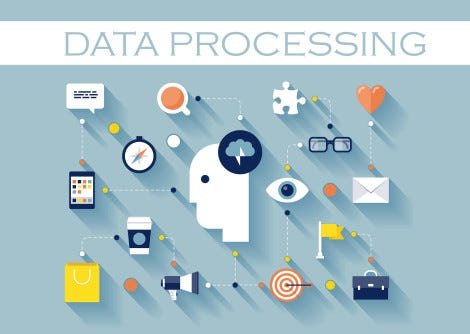 DATA PROCESSING